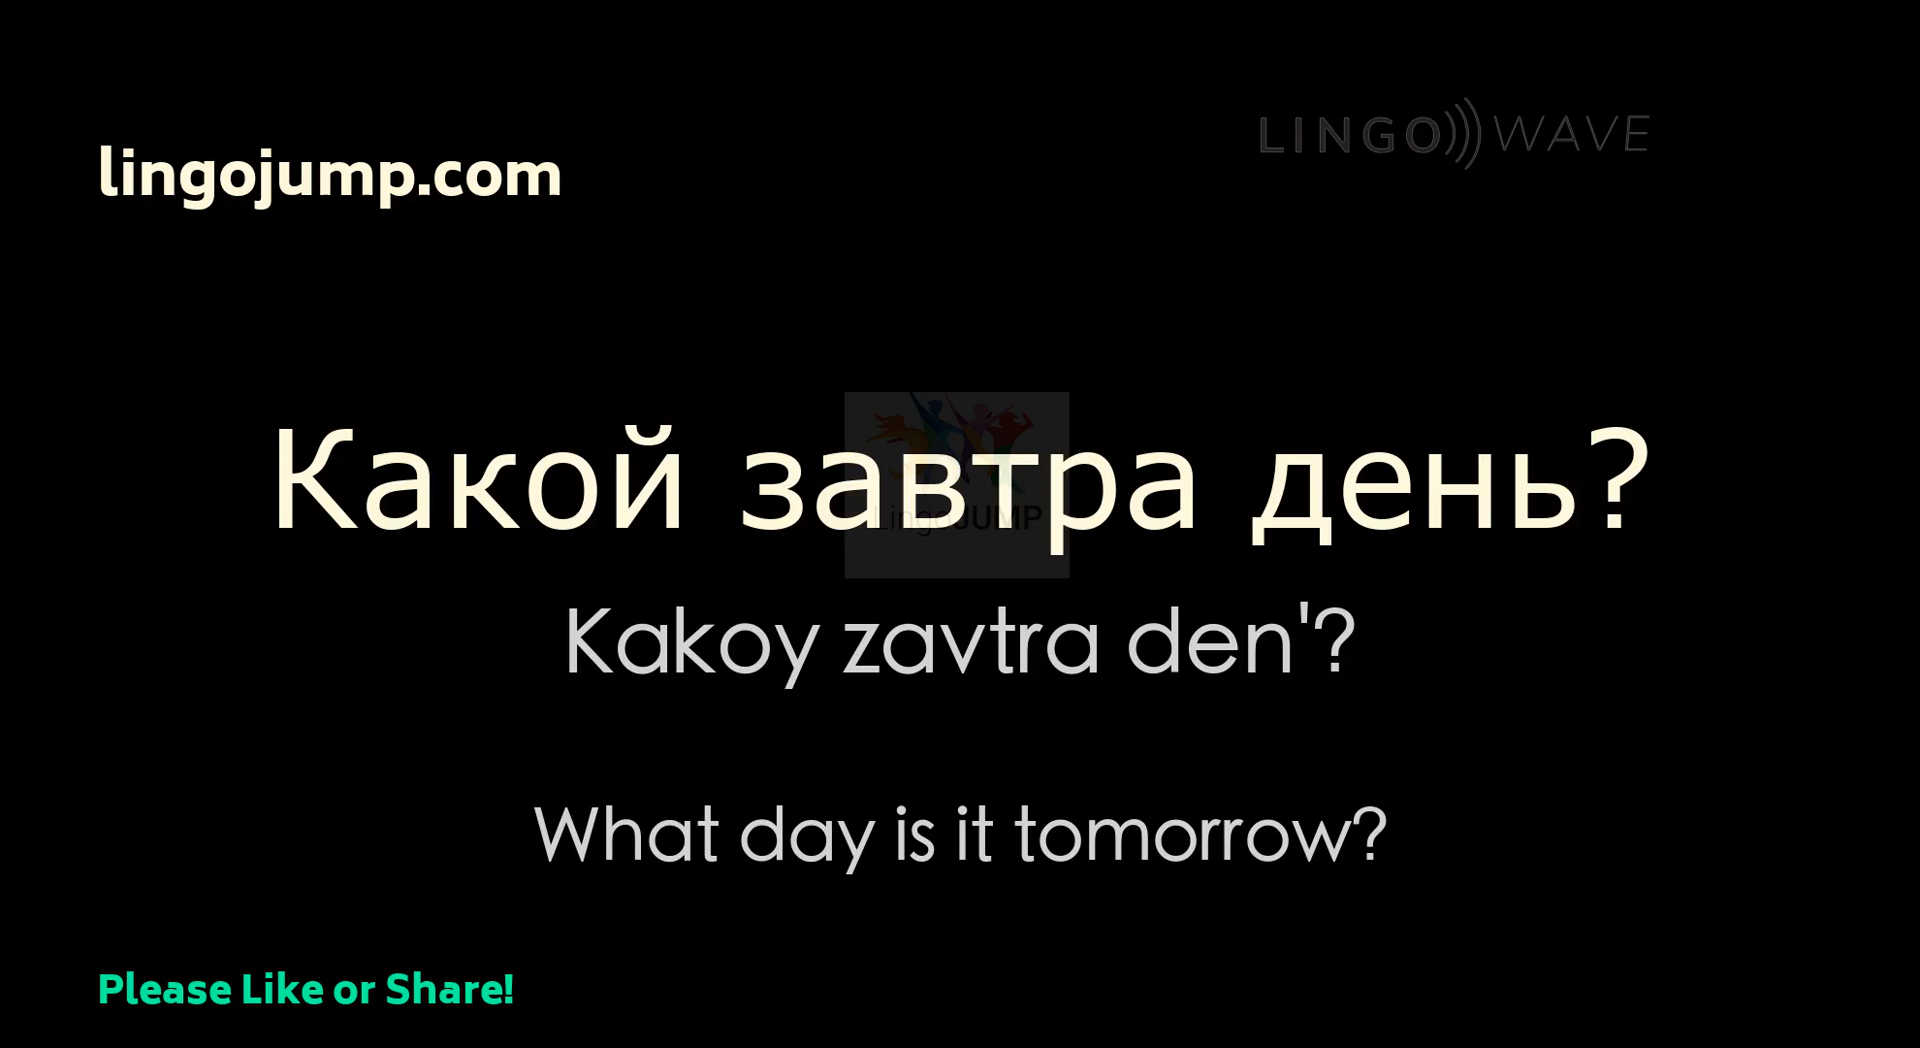 lingojump.com
LINGO WAVE
Какой завтра день?
LingoJUMP
Kakoy zavtra den'?
What day is it tomorrow?
Please Like or Share!